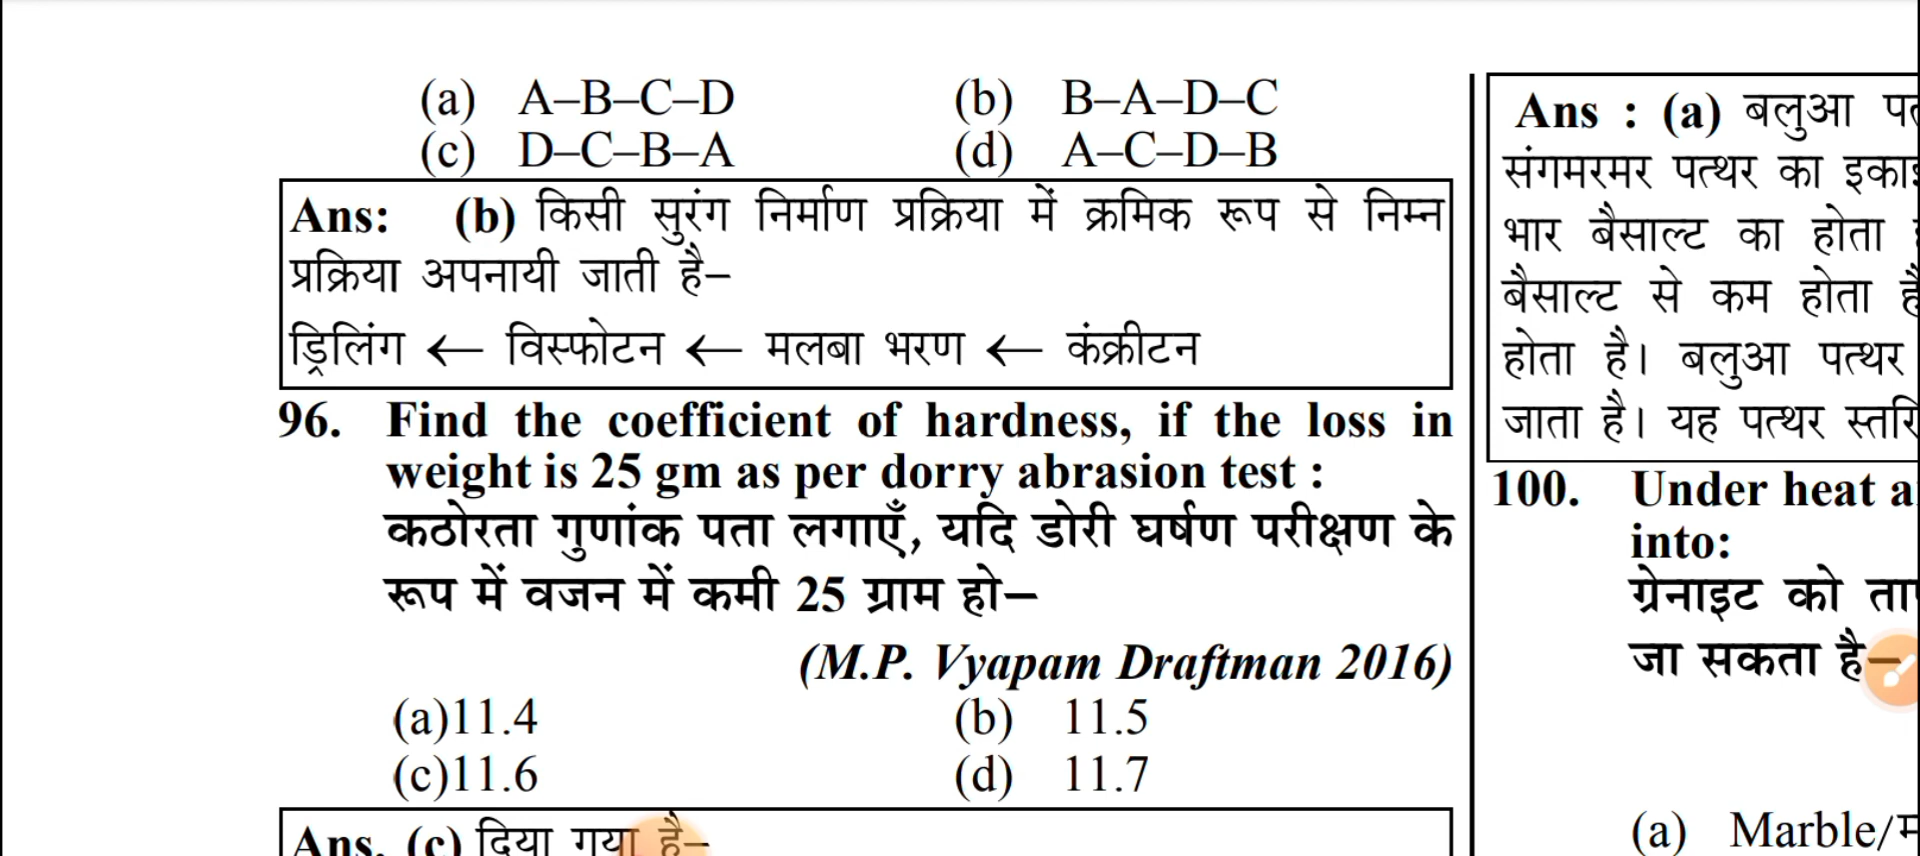 (a) A–B–C–D (b) B–A–D–C
(c) D–C–B–A (d) A–C–D–B
Ans: (b) किसी सुरंग निर्माण प्रक्रिया में क्रमिक रूप से निम्न
प्रक्रिया अपनायी जाती है–
ड्रिलिंग ← विस्फोटन ← मलबा भरण ← कंक्रीटन
96. Find the coefficient of hardness, if the loss in
weight is 25 gm as per dorry abrasion test :
कठोरता गुणांक पता लगाएँ, यदि डोरी घर्षण परीक्षण के
रूप में वजन में कमी 25 ग्राम हो–
(M.P. Vyapam Draftman 2016)
(a)11.4 (b) 11.5
(c)11.6 (d) 11.7
Ans. (c) दिया गया है–
Ans : (a) बलुआ
संगमरमर पत्थर का
भार बैसाल्ट का होता
बैसाल्ट से कम होता
होता है। बलुआ पत्थर
जाता है। यह पत्थर
100. Under heat
into:
ग्रेनाइट को
जा सकता है–
(a) Marble/